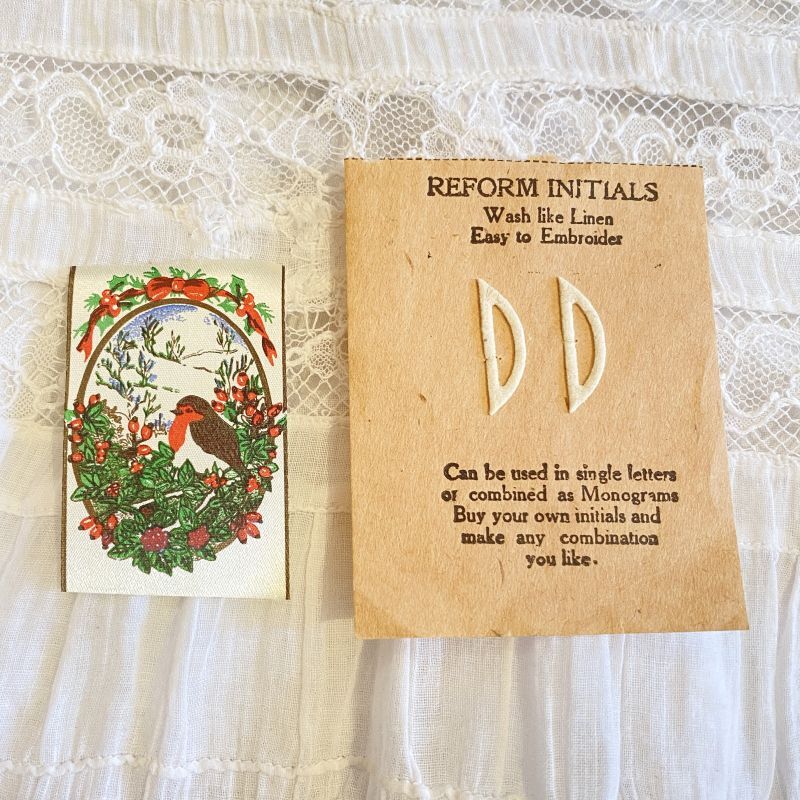 REFORM INITIALS
Wash like Linen
Easy to Embroider
D D
Can be used in single letters
or combined as Monograms
Buy your own initials and
make any combination
you like.